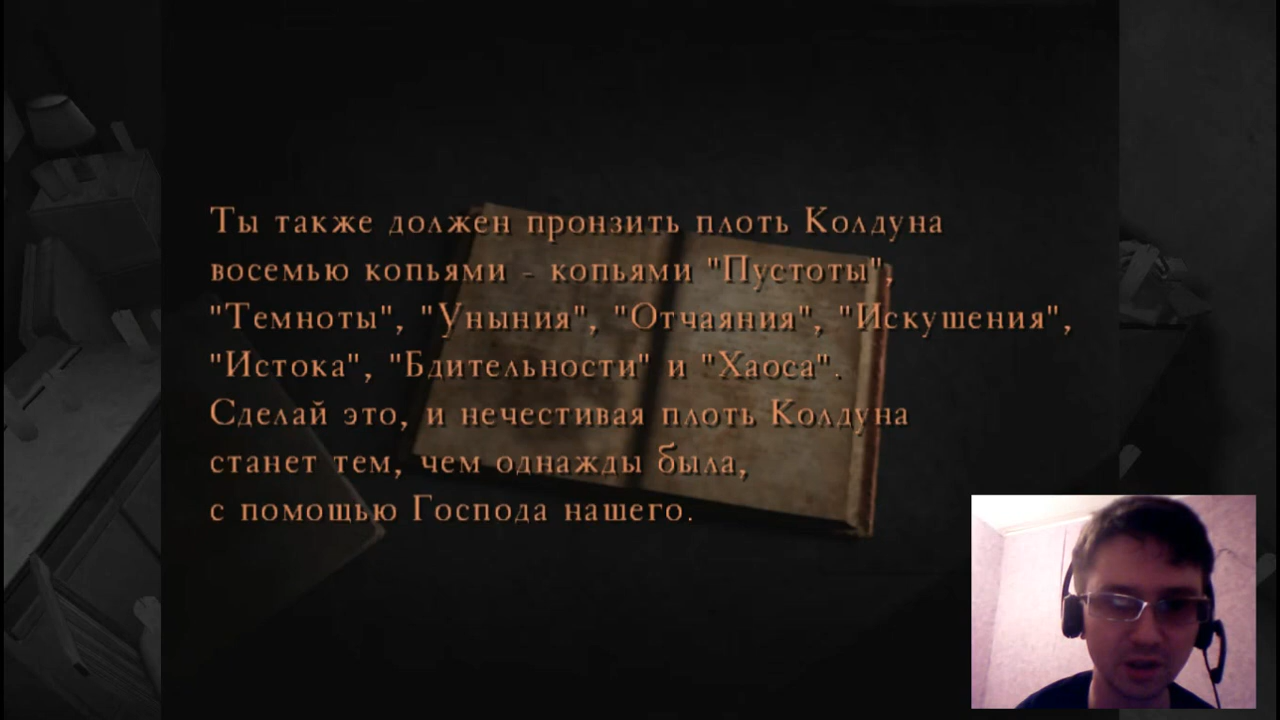 Ты также должен пронзить плоть Колдуна
восемью копьями - копьями "Пустоты",
"Темноты", "Уныния", "Отчаяния", "Искушения",
"Истока", "Бдительности" и "Хаоса".
Сделай это, и нечестивая плоть Колдуна
станет тем, чем однажды была,
с помощью Господа нашего.